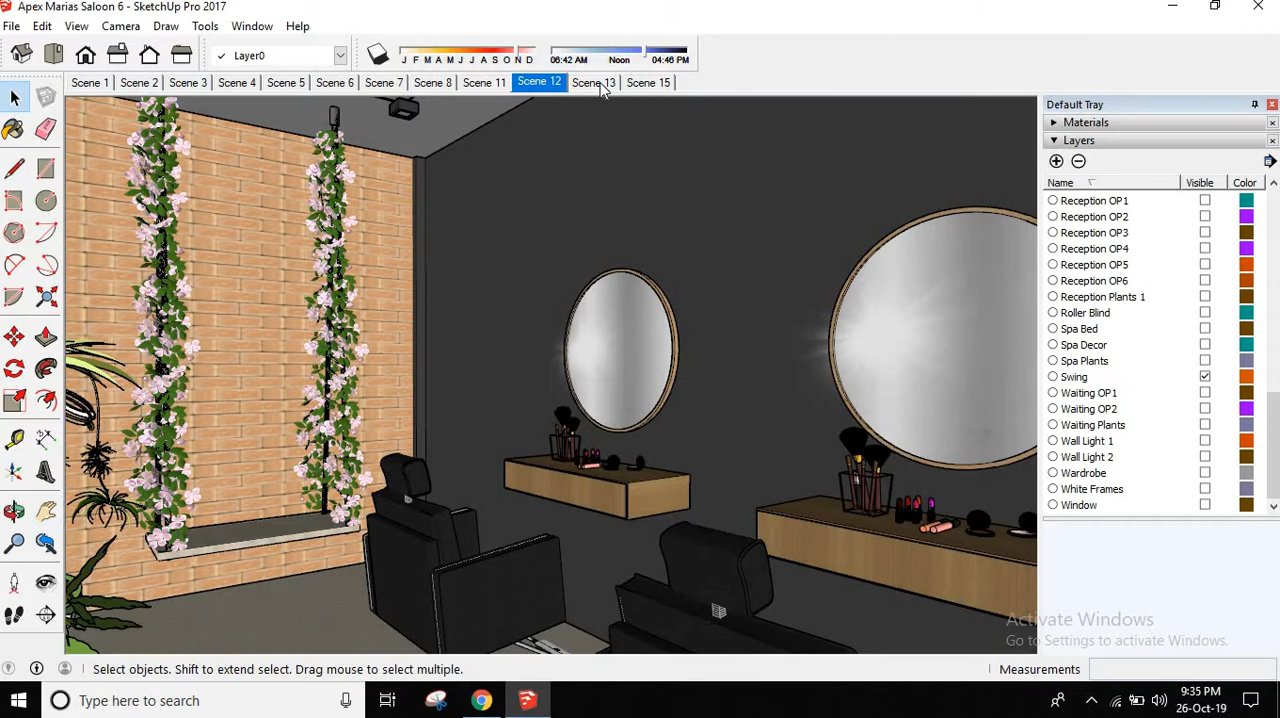 Apex Marias Saloon 6 - SketchUp Pro 2017
File Edit View Camera Draw Tools Window Help
Layer0
J F M A M J J A S O N D 06:42 AM Noon 04:46 PM
Scene 1 Scene 2 Scene 3 Scene 4 Scene 5 Scene 6 Scene 7 Scene 8 Scene 11 Scene 12 Scene 13 Scene 15
Default Tray
Materials
Layers
Name Visible Color
Reception OP1
Reception OP2
Reception OP3
Reception OP4
Reception OP5
Reception OP6
Reception Plants 1
Roller Blind
Spa Bed
Spa Decor
Spa Plants
Swing
Waiting OP1
Waiting OP2
Waiting Plants
Wall Light 1
Wall Light 2
Wardrobe
White Frames
Window
Activate Windows
Go to Settings to activate Windows.
Select objects. Shift to extend select. Drag mouse to select multiple. Measurements
Type here to search
9:35 PM
26-Oct-19